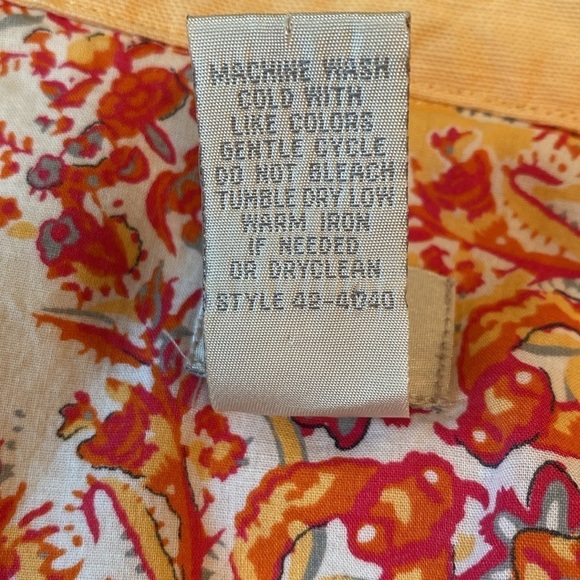 MACHINE WASH
COLD WITH
LIKE COLORS
GENTLE CYCLE
DO NOT BLEACH
TUMBLE DRY LOW
WARM IRON
IF NEEDED
OR DRYCLEAN
STYLE 42-4040